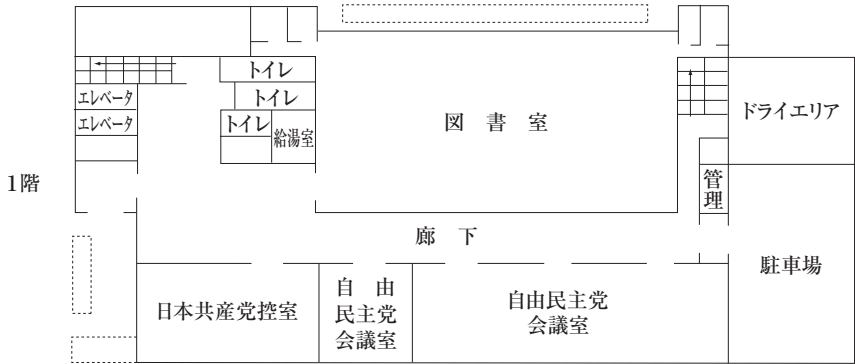 トイレ
エレベータ
トイレ
エレベータ
トイレ
給湯室
図書室
ドライエリア
1階
管理
廊下
駐車場
日本共産党控室
自由
民主党
会議室
自由民主党
会議室